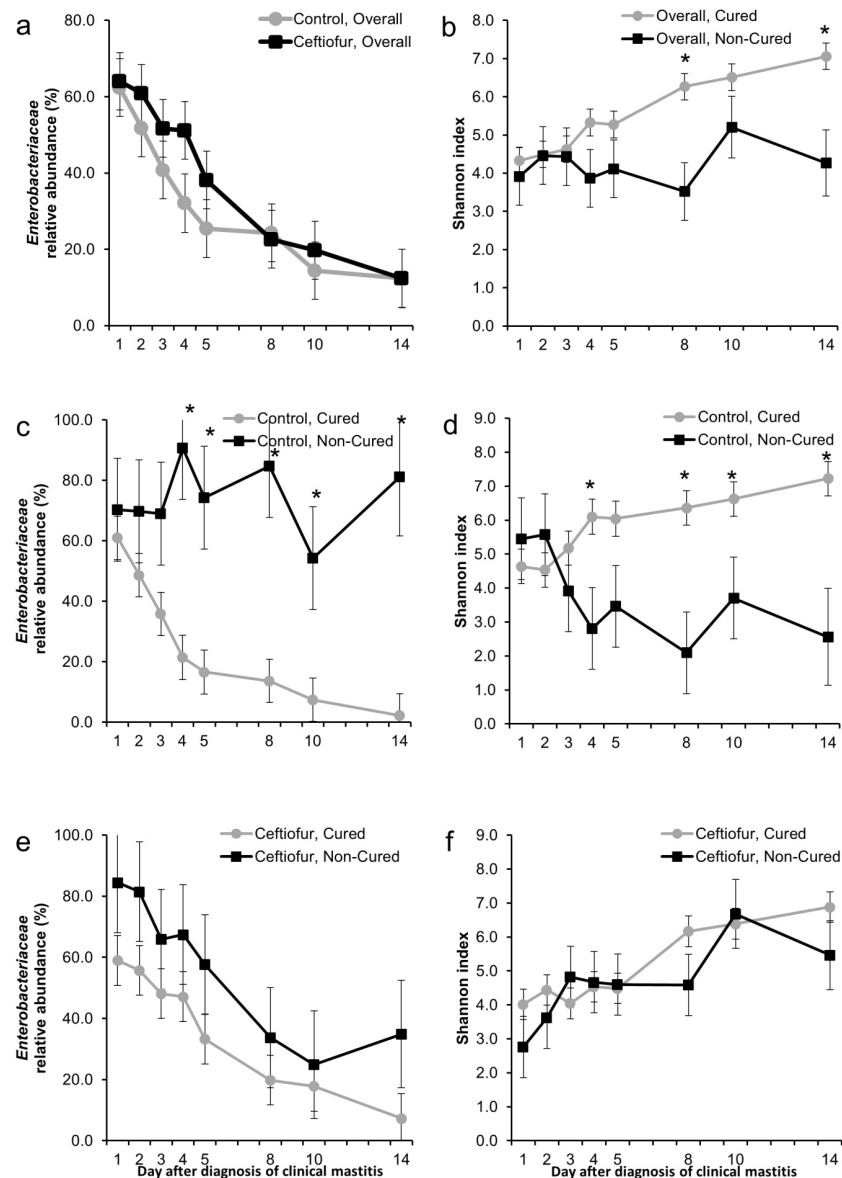 a
Control, Overall
Ceftiofur, Overall
80.0
60.0
40.0
20.0
0.0
Enterobacteriaceae
relative abundance (%)
1 2 3 4 5 8 10 14
b
Overall, Cured
Overall, Non-Cured
8.0
7.0
6.0
5.0
4.0
3.0
2.0
1.0
0.0
Shannon index
* *
1 2 3 4 5 8 10 14
c
Control, Cured
Control, Non-Cured
100.0
80.0
60.0
40.0
20.0
0.0
Enterobacteriaceae
relative abundance (%)
* * * * *
1 2 3 4 5 8 10 14
d
Control, Cured
Control, Non-Cured
9.0
8.0
7.0
6.0
5.0
4.0
3.0
2.0
1.0
0.0
Shannon index
* * * *
1 2 3 4 5 8 10 14
e
Ceftiofur, Cured
Ceftiofur, Non-Cured
100.0
80.0
60.0
40.0
20.0
0.0
Enterobacteriaceae
relative abundance (%)
1 2 3 4 5 8 10 14
Day after diagnosis of clinical mastitis
f
Ceftiofur, Cured
Ceftiofur, Non-Cured
9.0
8.0
7.0
6.0
5.0
4.0
3.0
2.0
1.0
0.0
Shannon index
1 2 3 4 5 8 10 14
Day after diagnosis of clinical mastitis